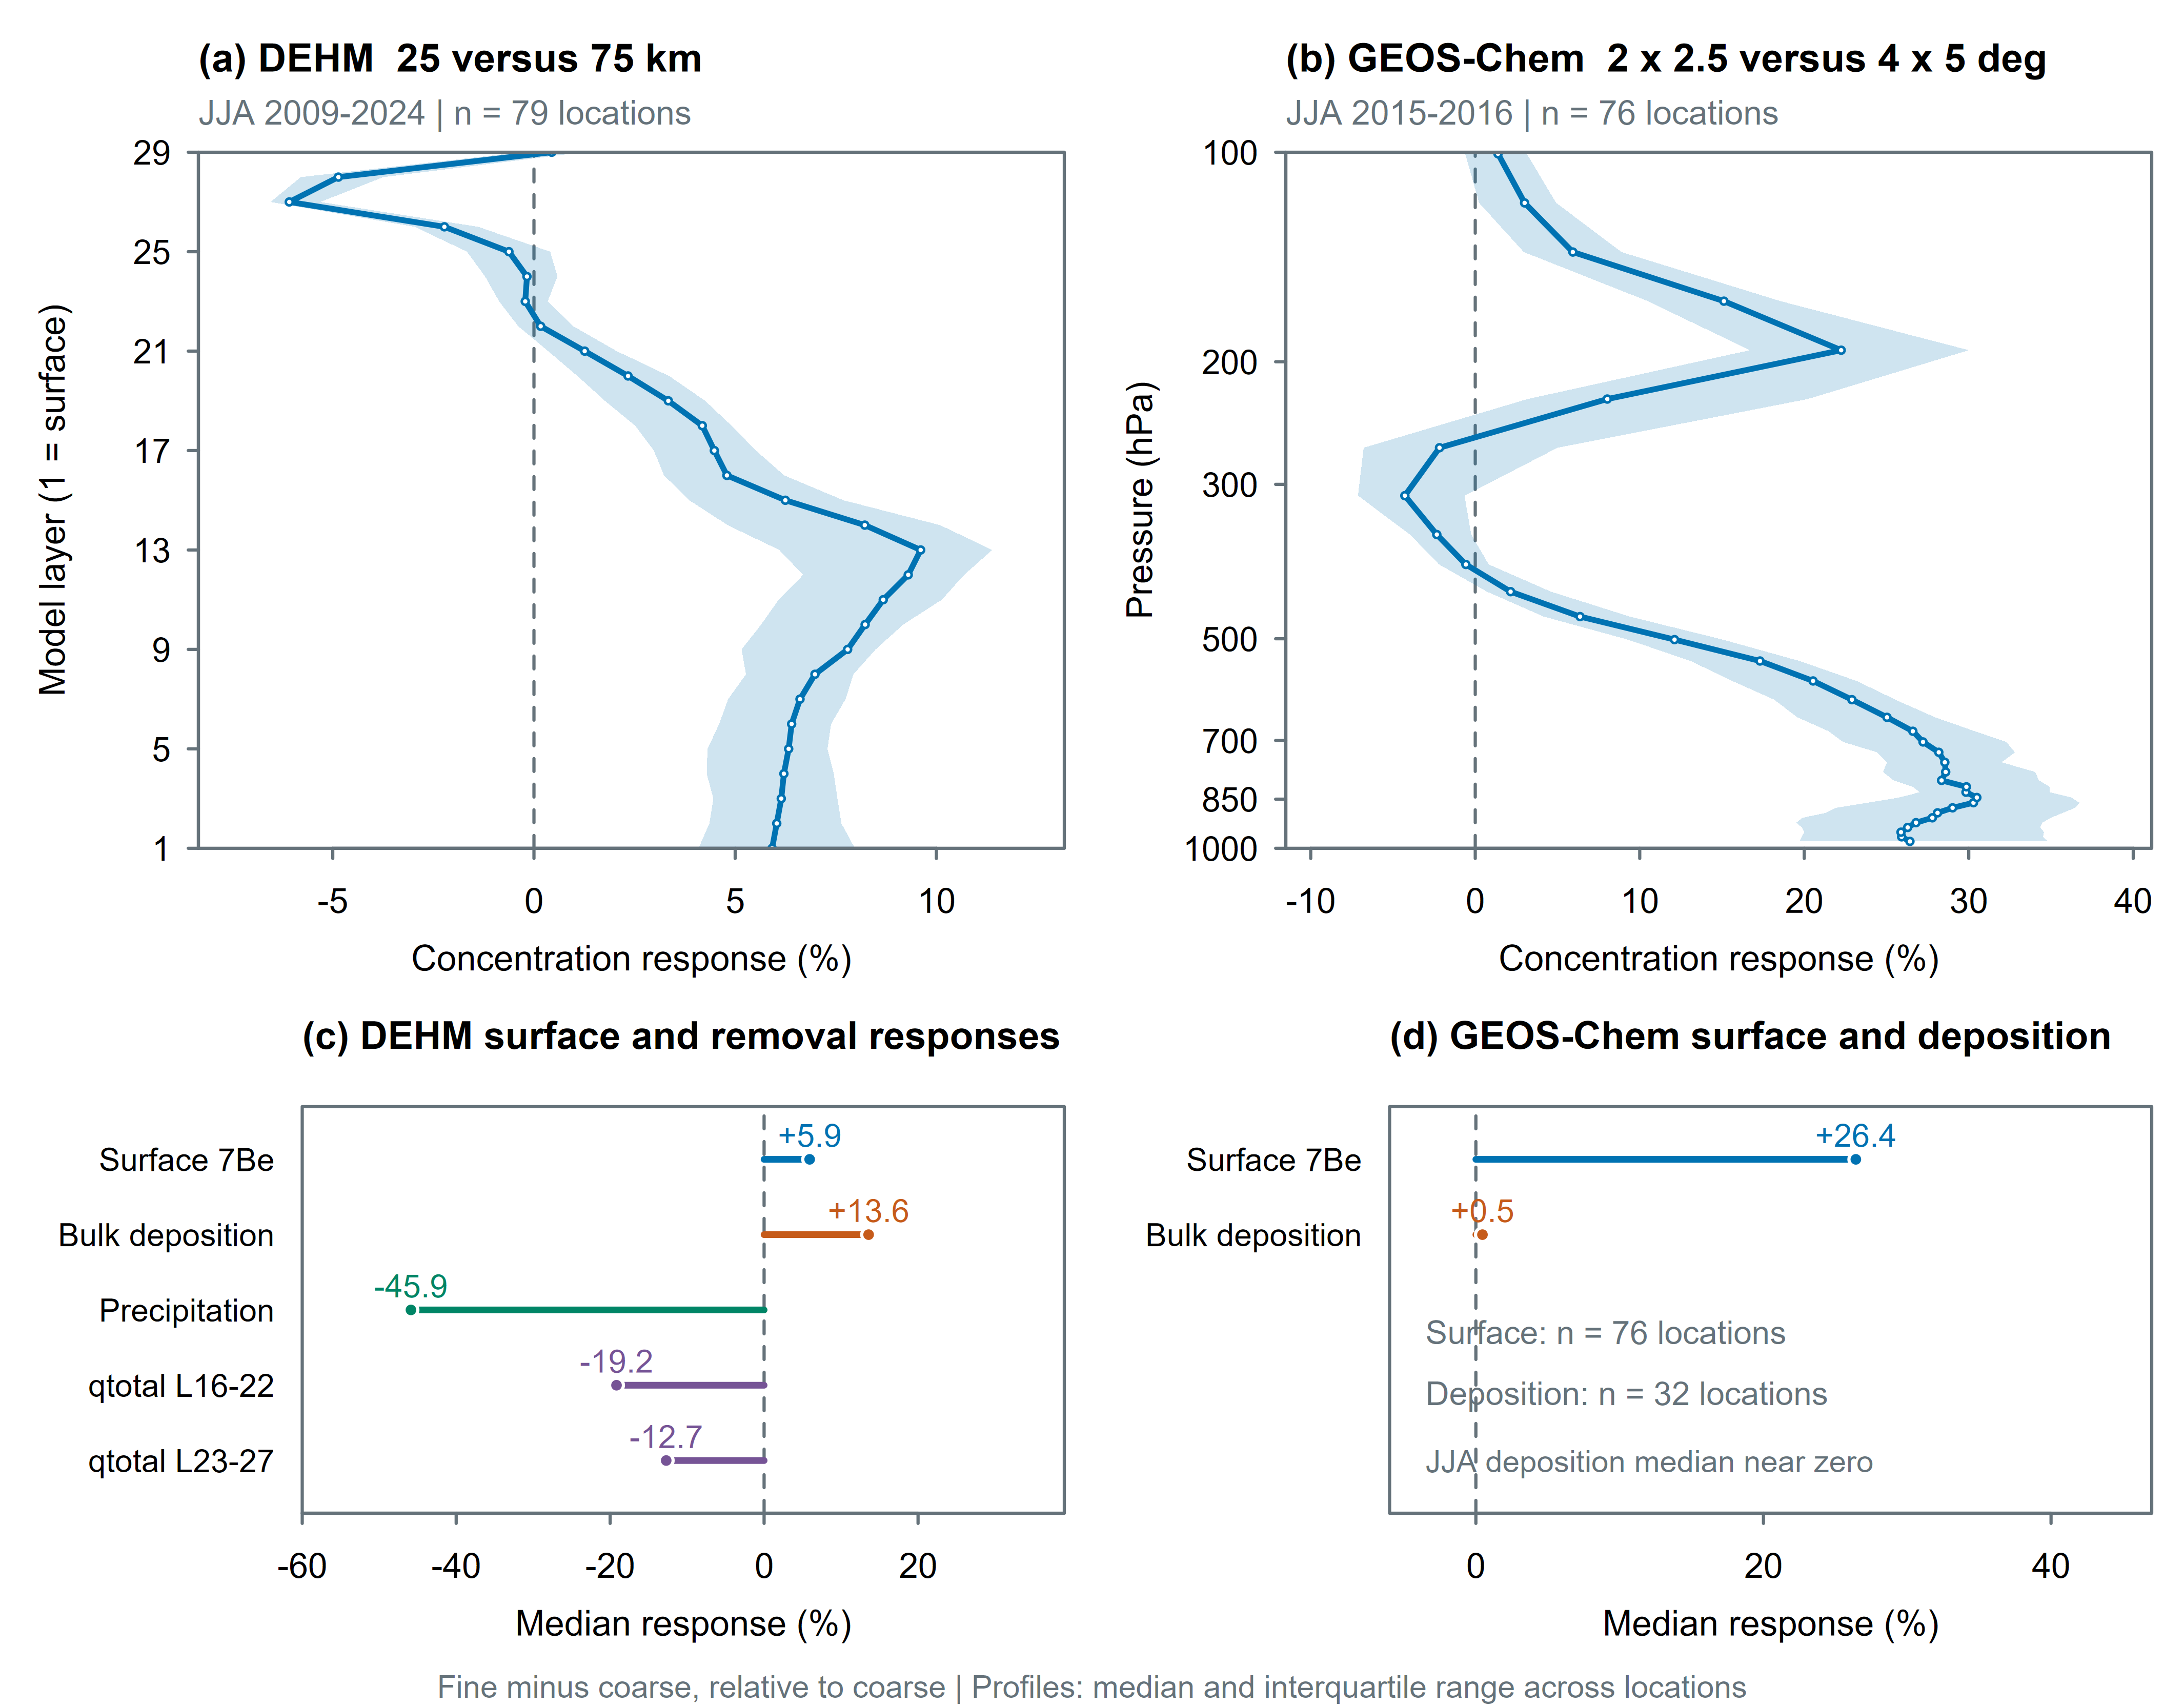 (a) DEHM  25 versus 75 km
JJA 2009-2024 | n = 79 locations
29
25
21
17
13
9
5
1
Model layer (1 = surface)
-5
0
5
10
Concentration response (%)
(b) GEOS-Chem  2 x 2.5 versus 4 x 5 deg
JJA 2015-2016 | n = 76 locations
100
200
300
500
700
850
1000
Pressure (hPa)
-10
0
10
20
30
40
Concentration response (%)
(c) DEHM surface and removal responses
Surface 7Be
+5.9
Bulk deposition
+13.6
Precipitation
-45.9
qtotal L16-22
-19.2
qtotal L23-27
-12.7
-60
-40
-20
0
20
Median response (%)
(d) GEOS-Chem surface and deposition
Surface 7Be
+26.4
Bulk deposition
+0.5
Surface: n = 76 locations
Deposition: n = 32 locations
JJA deposition median near zero
0
20
40
Median response (%)
Fine minus coarse, relative to coarse | Profiles: median and interquartile range across locations